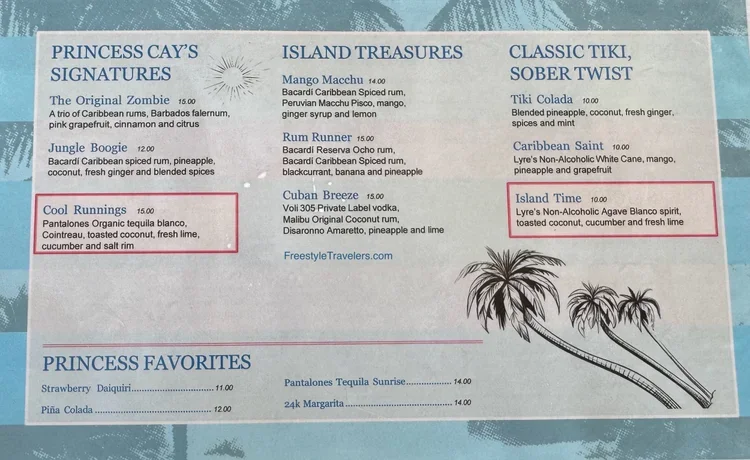 PRINCESS CAY'S
SIGNATURES
The Original Zombie 15.00
A trio of Caribbean rums, Barbados falernum,
pink grapefruit, cinnamon and citrus
Jungle Boogie 12.00
Bacardi Caribbean spiced rum, pineapple,
coconut, fresh ginger and blended spices
Cool Runnings 15.00
Pantalones Organic tequila blanco,
Cointreau, toasted coconut, fresh lime,
cucumber and salt rim
ISLAND TREASURES
Mango Macchu 14.00
Bacardi Caribbean Spiced rum,
Peruvian Macchu Pisco, mango,
ginger syrup and lemon
Rum Runner 15.00
Bacardi Reserva Ocho rum,
Bacardi Caribbean Spiced rum,
blackcurrant, banana and pineapple
Cuban Breeze 15.00
Voli 305 Private Label vodka,
Malibu Original Coconut rum,
Disaronno Amaretto, pineapple and lime
FreestyleTravelers.com
CLASSIC TIKI,
SOBER TWIST
Tiki Colada 10.00
Blended pineapple, coconut, fresh ginger,
spices and mint
Caribbean Saint 10.00
Lyre's Non-Alcoholic White Cane, mango,
pineapple and grapefruit
Island Time 10.00
Lyre's Non-Alcoholic Agave Blanco spirit,
toasted coconut, cucumber and fresh lime
PRINCESS FAVORITES
Strawberry Daiquiri............................11.00
Piña Colada........................................12.00
Pantalones Tequila Sunrise................14.00
24k Margarita.....................................14.00